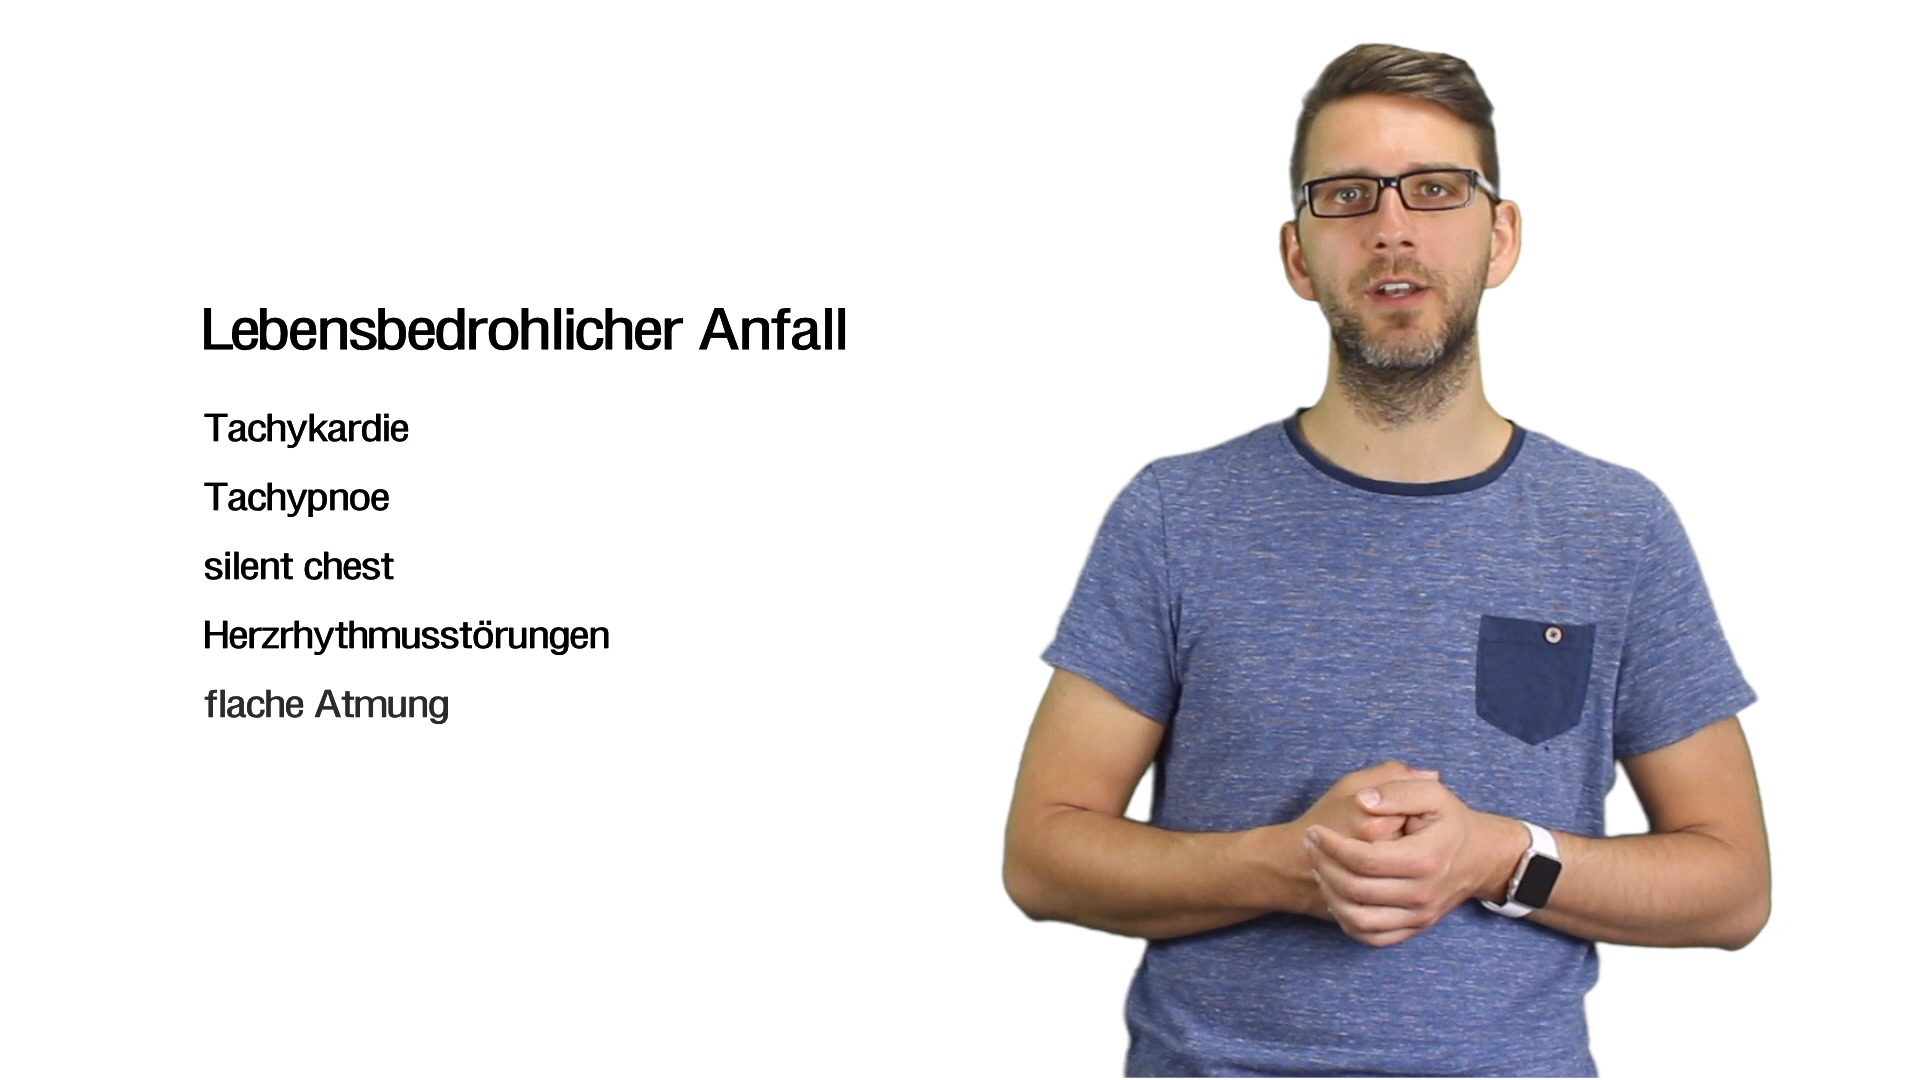 Lebensbedrohlicher Anfall
Tachykardie
Tachypnoe
silent chest
Herzrhythmusstörungen
flache Atmung